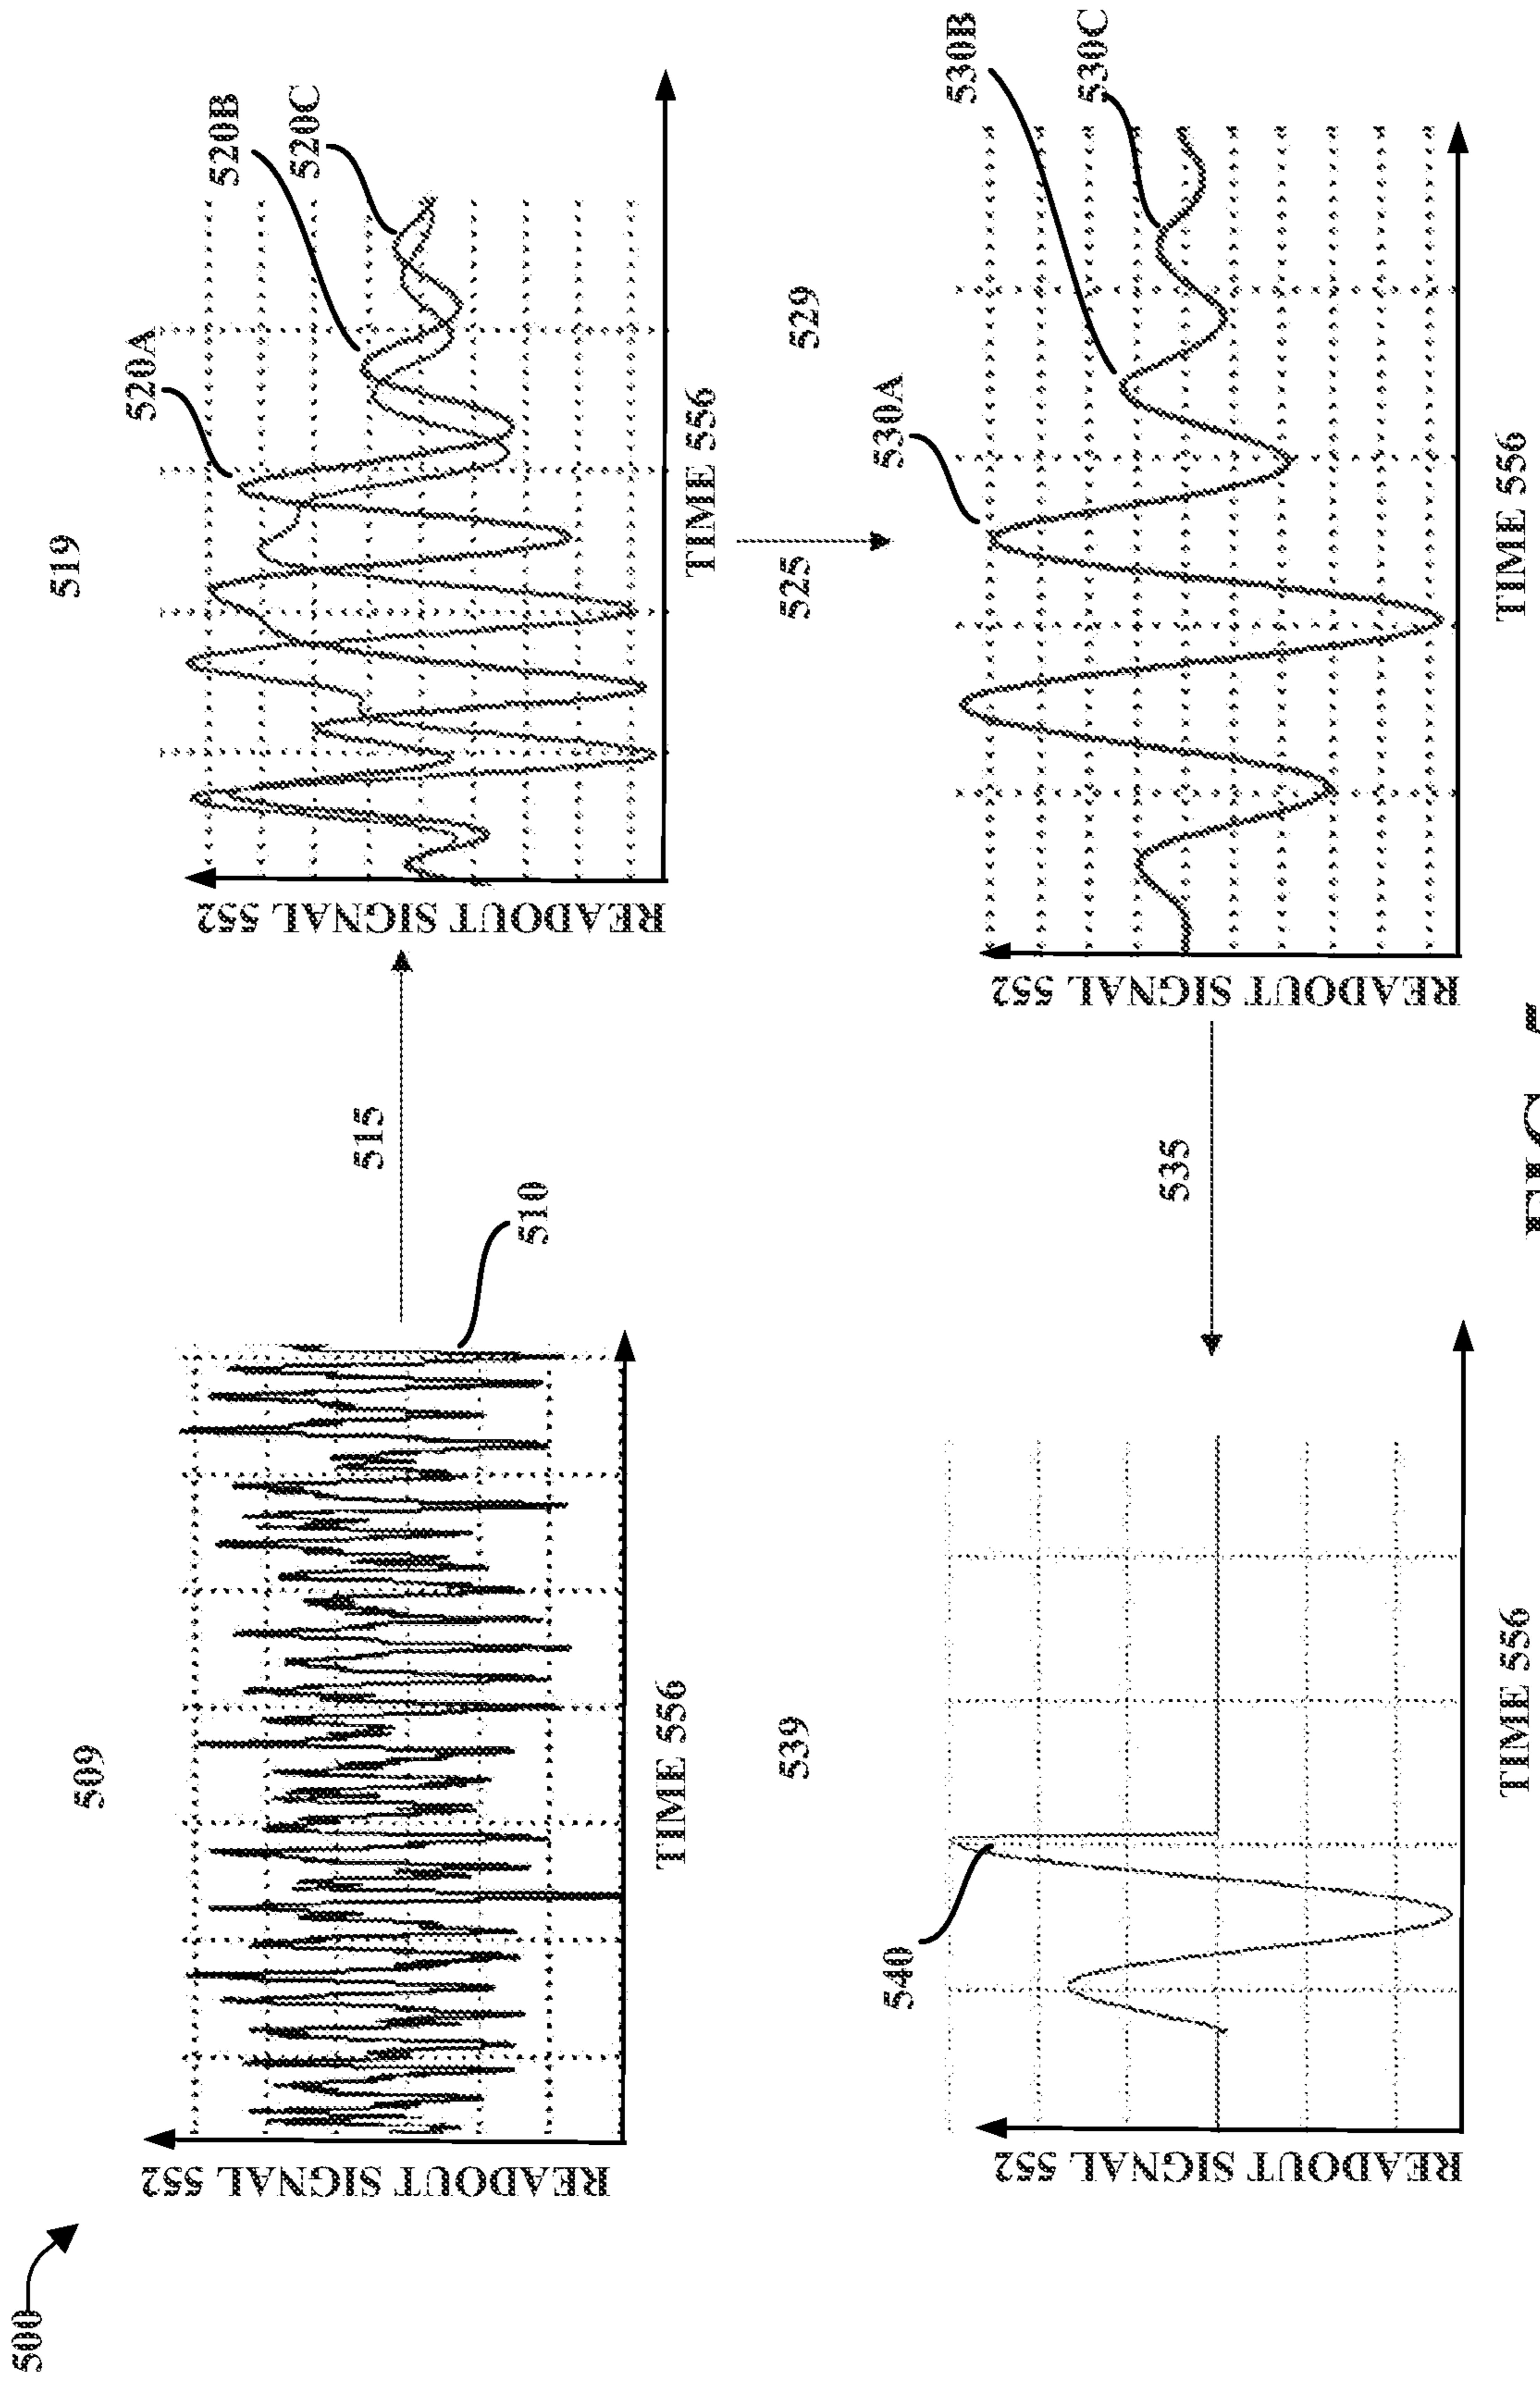 500
509
READOUT SIGNAL 552
TIME 556
510
515
519
520A
520B
520C
READOUT SIGNAL 552
TIME 556
525
529
530A
530B
530C
READOUT SIGNAL 552
TIME 556
535
539
540
READOUT SIGNAL 552
TIME 556